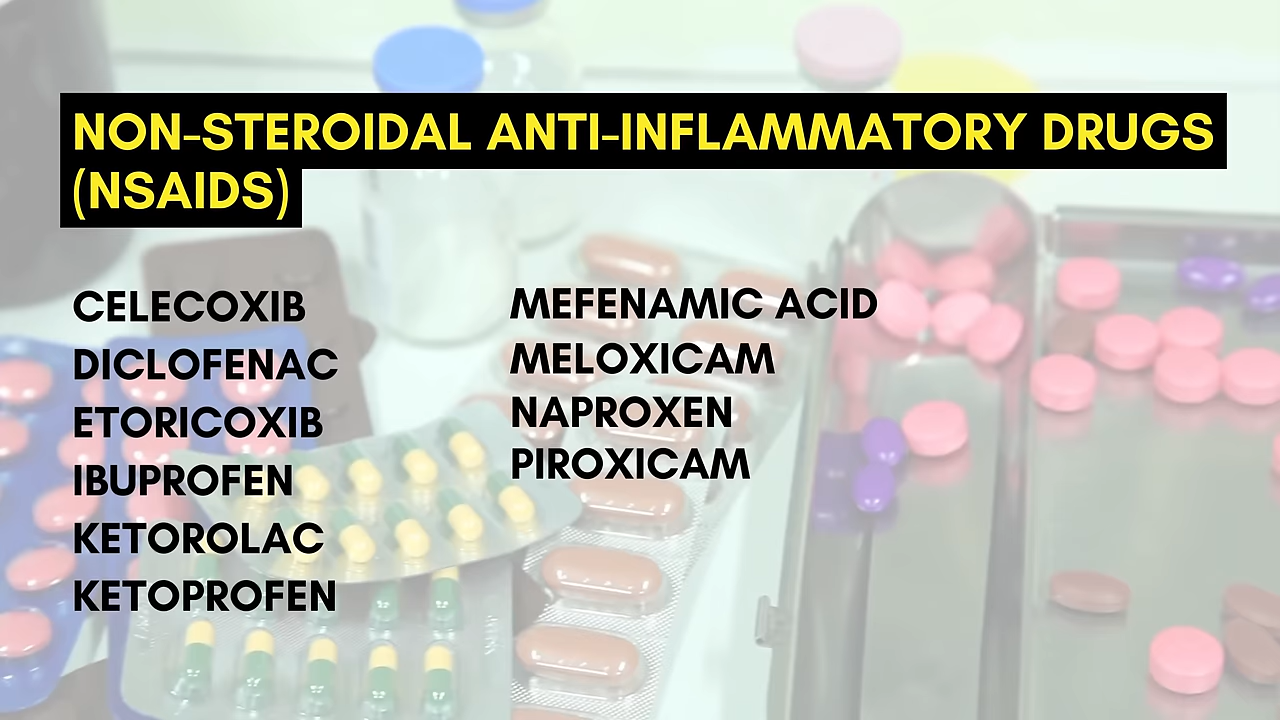 NON-STEROIDAL ANTI-INFLAMMATORY DRUGS
(NSAIDS)
CELECOXIB
DICLOFENAC
ETORICOXIB
IBUPROFEN
KETOROLAC
KETOPROFEN
MEFENAMIC ACID
MELOXICAM
NAPROXEN
PIROXICAM